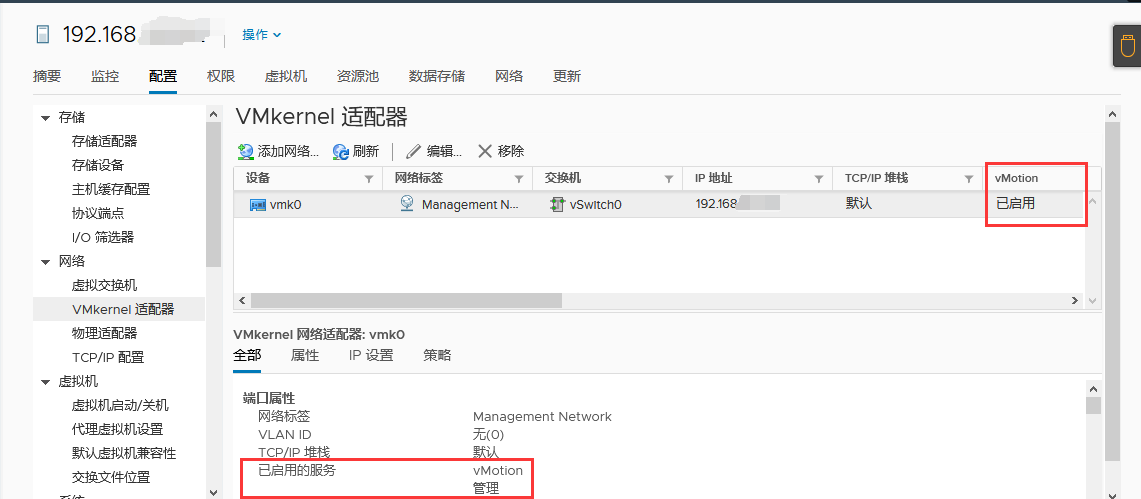 192.168
操作
摘要 监控 配置 权限 虚拟机 资源池 数据存储 网络 更新
存储
存储适配器
存储设备
主机缓存配置
协议端点
I/O 筛选器
网络
虚拟交换机
VMkernel 适配器
物理适配器
TCP/IP 配置
虚拟机
虚拟机启动/关机
代理虚拟机设置
默认虚拟机兼容性
交换文件位置
VMkernel 适配器
添加网络... 刷新 编辑... 移除
设备 网络标签 交换机 IP 地址 TCP/IP 堆栈 vMotion
vmk0 Management N... vSwitch0 192.168 默认 已启用
VMkernel 网络适配器: vmk0
全部 属性 IP 设置 策略
端口属性
网络标签 Management Network
VLAN ID 无(0)
TCP/IP 堆栈 默认
已启用的服务 vMotion
管理